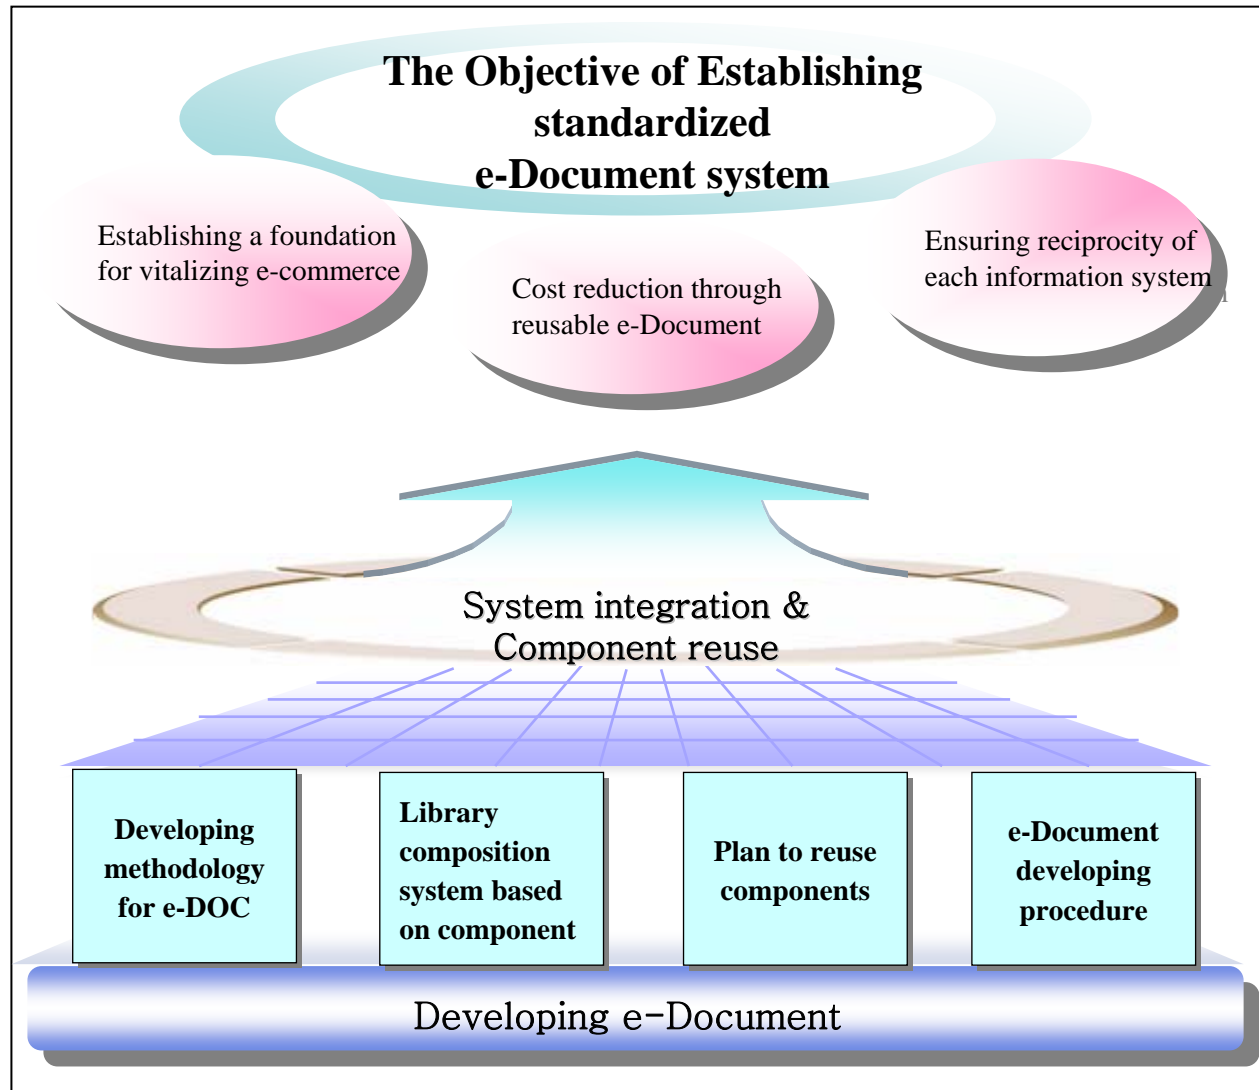 The Objective of Establishing
standardized
e-Document system
Establishing a foundation
for vitalizing e-commerce
Cost reduction through
reusable e-Document
Ensuring reciprocity of
each information system
System integration &
Component reuse
Developing
methodology
for e-DOC
Library
composition
system based
on component
Plan to reuse
components
e-Document
developing
procedure
Developing e-Document